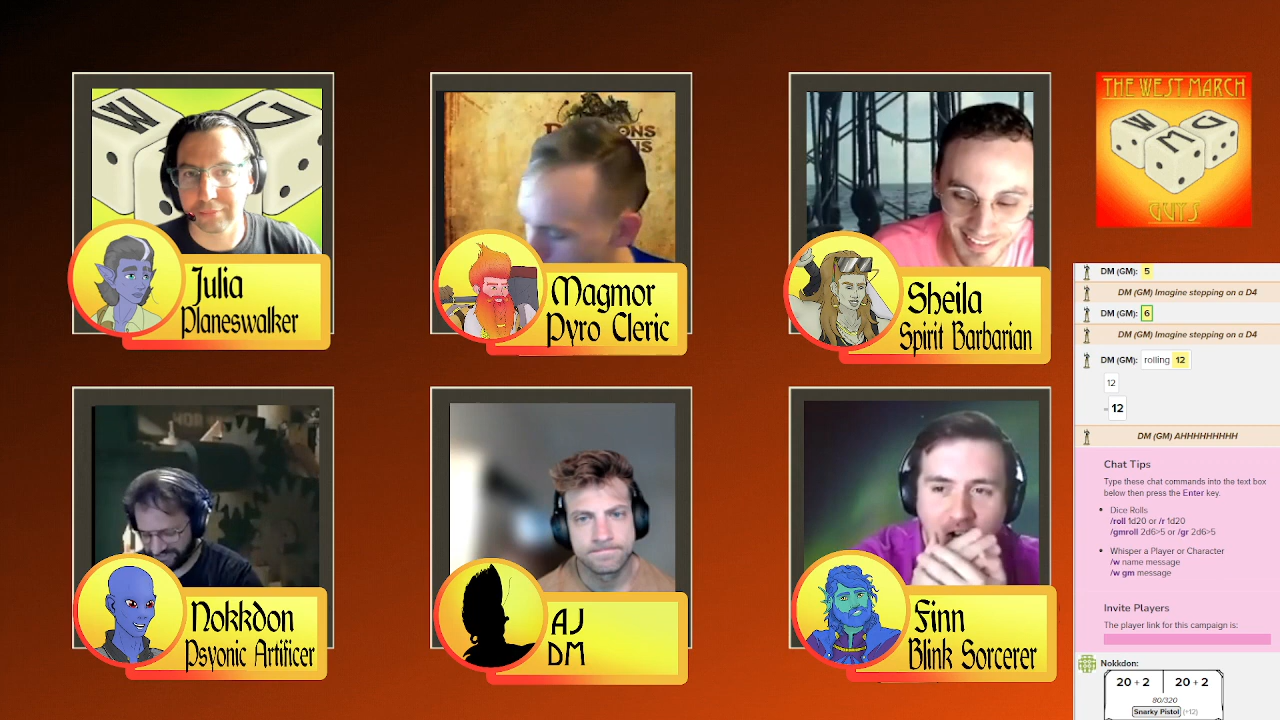 W G
Julia
Planeswalker
Magmor
Pyro Cleric
Sheila
Spirit Barbarian
Nokkdon
Psyonic Artificer
AJ
DM
Finn
Blink Sorcerer
THE WEST MARCH
W M G
GUYS
DM (GM): 5
DM (GM) Imagine stepping on a D4
DM (GM): 6
DM (GM) Imagine stepping on a D4
DM (GM): rolling 12
12
=12
DM (GM) AHHHHHHHHH
Chat Tips
Type these chat commands into the text box
below then press the Enter key.
Dice Rolls
/roll 1d20 or /r 1d20
/gmroll 2d6>5 or /gr 2d6>5
Whisper a Player or Character
/w name message
/w gm message
Invite Players
The player link for this campaign is:
Nokkdon:
20 + 2 20 + 2
80/320
Snarky Pistol (+12)